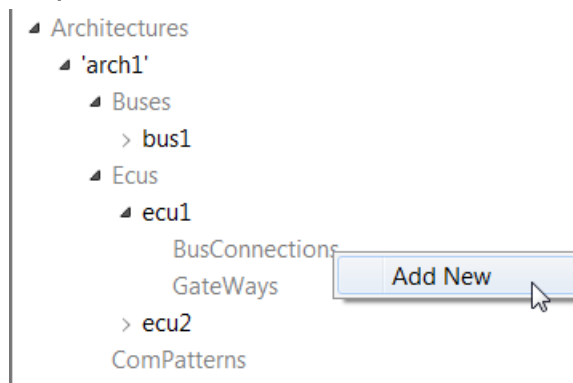 Architectures
'arch1'
Buses
bus1
Ecus
ecu1
BusConnections
GateWays
Add New
ecu2
ComPatterns